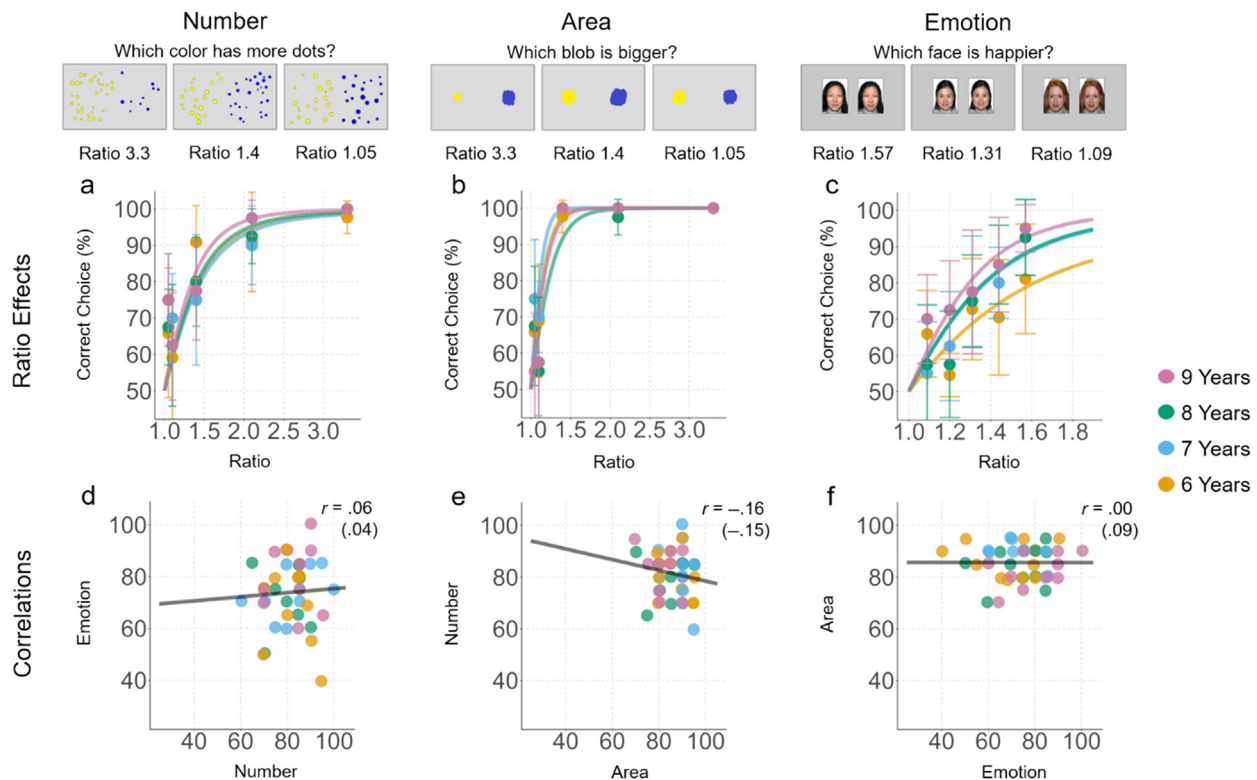 Number Area Emotion
Which color has more dots? Which blob is bigger? Which face is happier?
Ratio 3.3 Ratio 1.4 Ratio 1.05 Ratio 3.3 Ratio 1.4 Ratio 1.05 Ratio 1.57 Ratio 1.31 Ratio 1.09
Ratio Effects
a
Correct Choice (%)
100
90
80
70
60
50
1.0 1.5 2.0 2.5 3.0
Ratio
b
Correct Choice (%)
100
90
80
70
60
50
1.0 1.5 2.0 2.5 3.0
Ratio
c
Correct Choice (%)
100
90
80
70
60
50
1.0 1.2 1.4 1.6 1.8
Ratio
9 Years
8 Years
7 Years
6 Years
Correlations
d
r = .06
(.04)
Emotion
100
80
60
40
40 60 80 100
Number
e
r = –.16
(–.15)
Number
100
80
60
40
40 60 80 100
Area
f
r = .00
(.09)
Area
100
80
60
40
40 60 80 100
Emotion